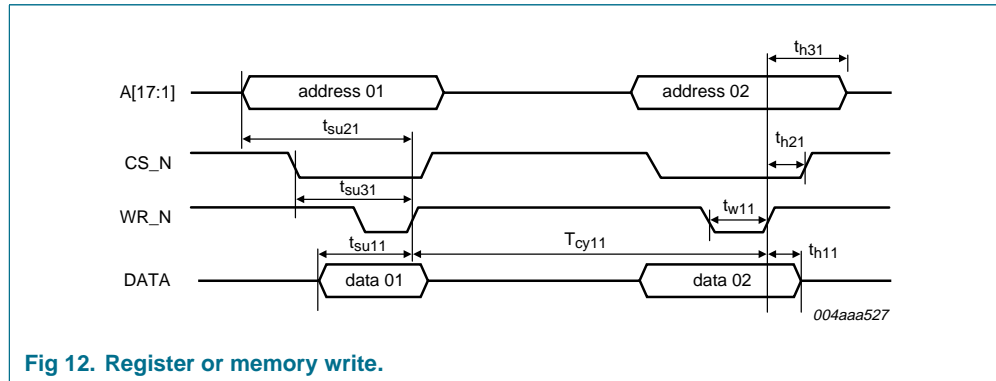 th31
A[17:1] address 01 address 02
tsu21
th21
CS_N
tsu31
tw11
WR_N
tsu11 Tcy11 th11
DATA data 01 data 02
004aaa527
Fig 12. Register or memory write.